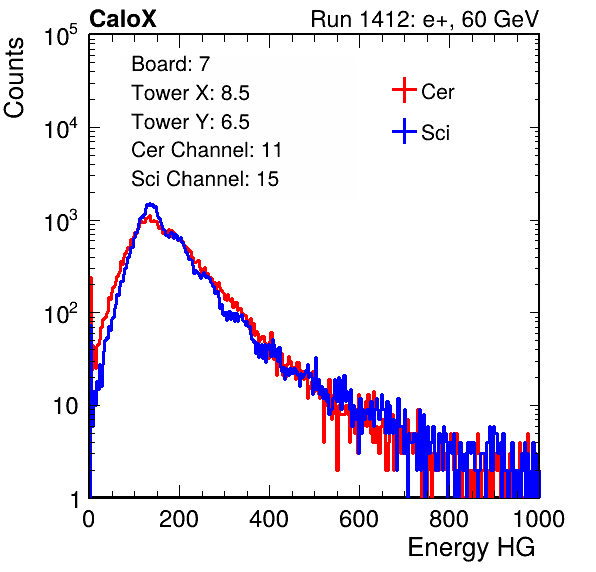 CaloX Run 1412: e+, 60 GeV
Counts
Board: 7
Tower X: 8.5
Tower Y: 6.5
Cer Channel: 11
Sci Channel: 15
Cer
Sci
10^5
10^4
10^3
10^2
10
1
0 200 400 600 800 1000
Energy HG